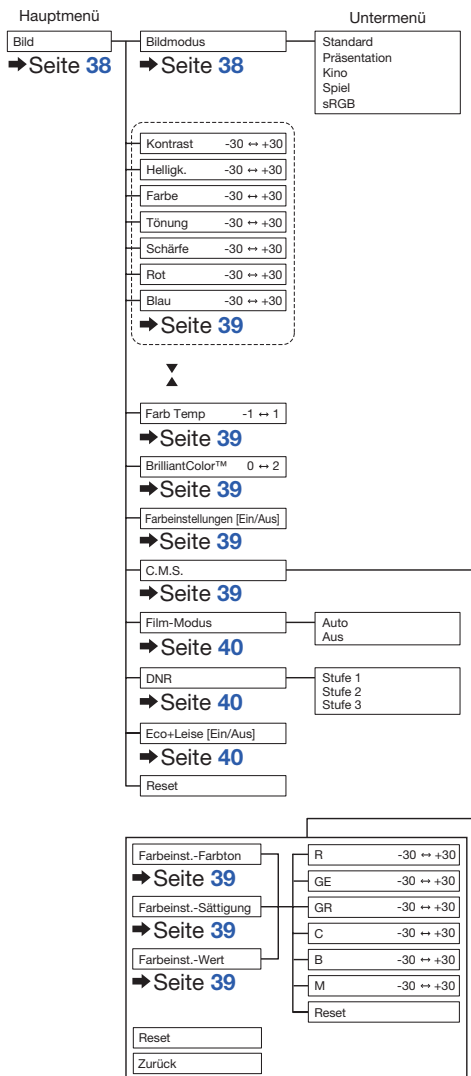 Hauptmenü
Untermenü
Bild
➡Seite 38
Bildmodus
➡Seite 38
Standard
Präsentation
Kino
Spiel
sRGB
Kontrast -30 ↔ +30
Helligk. -30 ↔ +30
Farbe -30 ↔ +30
Tönung -30 ↔ +30
Schärfe -30 ↔ +30
Rot -30 ↔ +30
Blau -30 ↔ +30
➡Seite 39
Farb Temp -1 ↔ 1
➡Seite 39
BrilliantColor™ 0 ↔ 2
➡Seite 39
Farbeinstellungen [Ein/Aus]
➡Seite 39
C.M.S.
➡Seite 39
Film-Modus
➡Seite 40
Auto
Aus
DNR
➡Seite 40
Stufe 1
Stufe 2
Stufe 3
Eco+Leise [Ein/Aus]
➡Seite 40
Reset
Farbeinst.-Farbton
➡Seite 39
Farbeinst.-Sättigung
➡Seite 39
Farbeinst.-Wert
➡Seite 39
R -30 ↔ +30
GE -30 ↔ +30
GR -30 ↔ +30
C -30 ↔ +30
B -30 ↔ +30
M -30 ↔ +30
Reset
Reset
Zurück